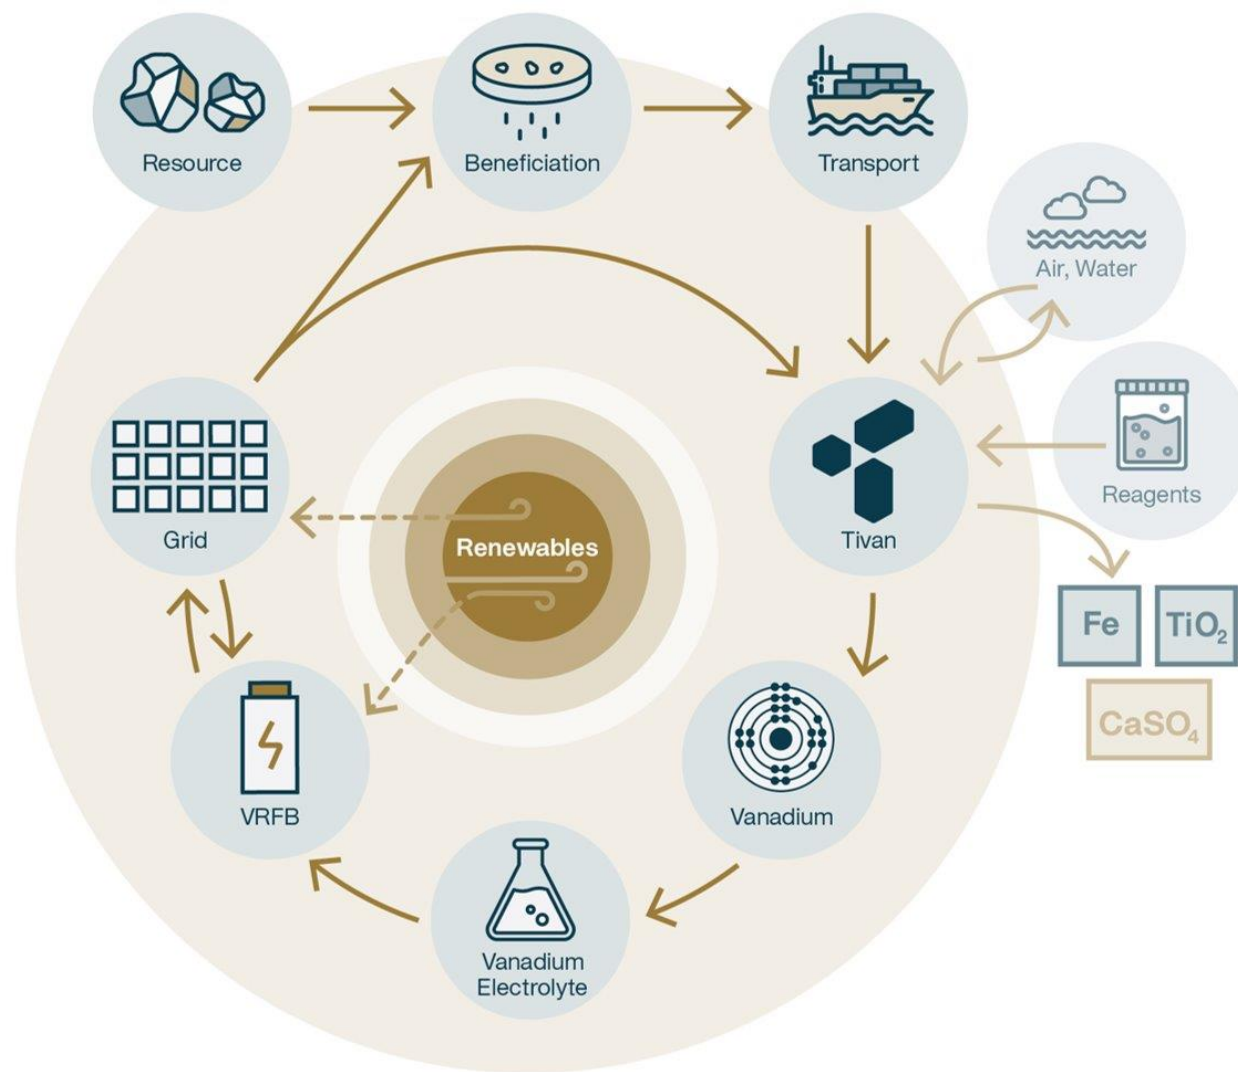 Resource
Beneficiation
Transport
Air, Water
Reagents
Grid
Renewables
Tivan
Fe
TiO₂
CaSO₄
VRFB
Vanadium
Vanadium
Electrolyte